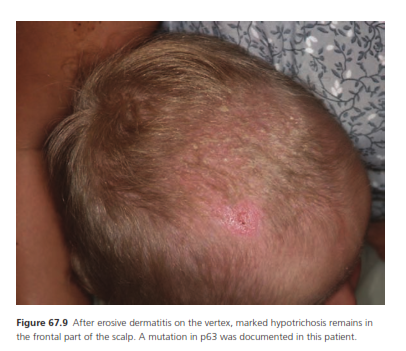 Figure 67.9 After erosive dermatitis on the vertex, marked hypotrichosis remains in
the frontal part of the scalp. A mutation in p63 was documented in this patient.